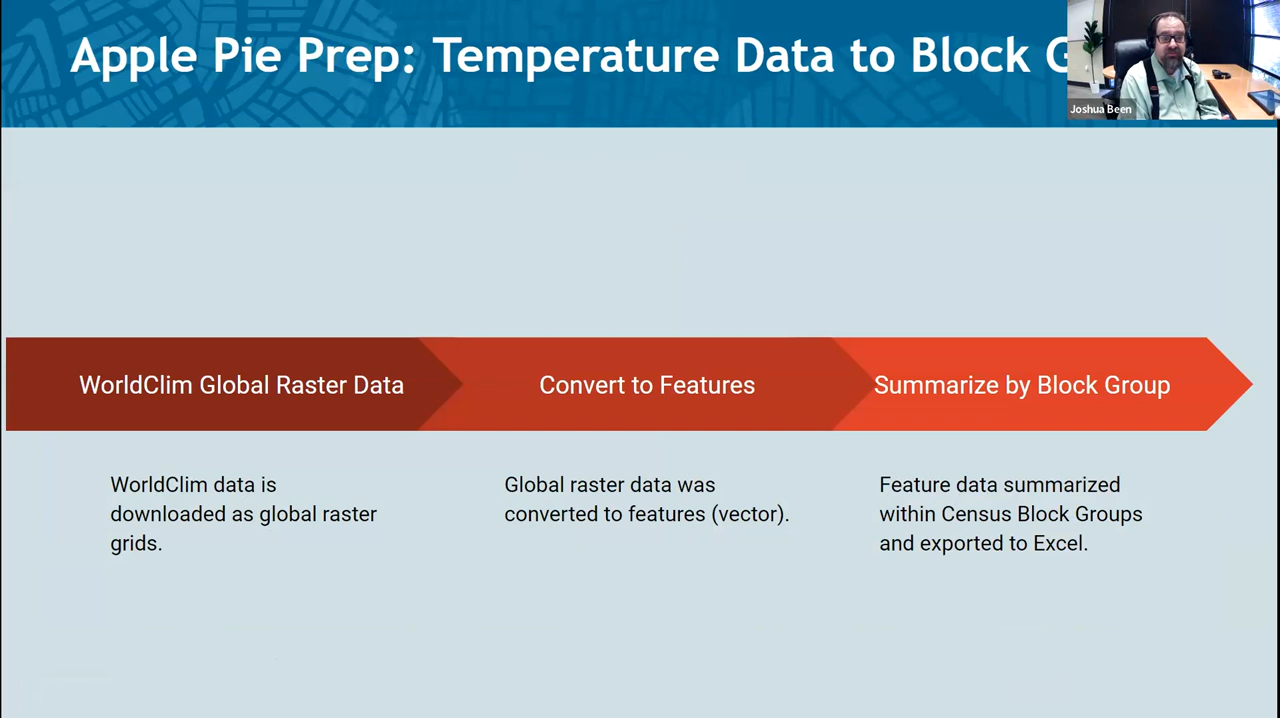 Apple Pie Prep: Temperature Data to Block
Joshua Been
WorldClim Global Raster Data
Convert to Features
Summarize by Block Group
WorldClim data is
downloaded as global raster
grids.
Global raster data was
converted to features (vector).
Feature data summarized
within Census Block Groups
and exported to Excel.